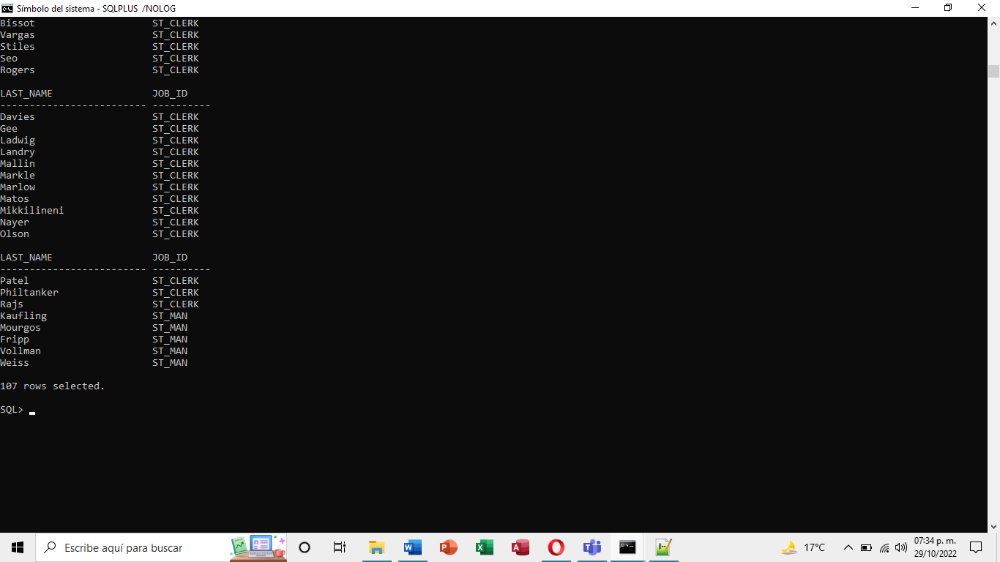 Símbolo del sistema - SQLPLUS /NOLOG
Bissot                    ST_CLERK
Vargas                    ST_CLERK
Stiles                    ST_CLERK
Seo                       ST_CLERK
Rogers                    ST_CLERK

LAST_NAME                 JOB_ID
------------------------- ----------
Davies                    ST_CLERK
Gee                       ST_CLERK
Ladwig                    ST_CLERK
Landry                    ST_CLERK
Mallin                    ST_CLERK
Markle                    ST_CLERK
Marlow                    ST_CLERK
Matos                     ST_CLERK
Mikkilineni               ST_CLERK
Nayer                     ST_CLERK
Olson                     ST_CLERK

LAST_NAME                 JOB_ID
------------------------- ----------
Patel                     ST_CLERK
Philtanker                ST_CLERK
Rajs                      ST_CLERK
Kaufling                  ST_MAN
Mourgos                   ST_MAN
Fripp                     ST_MAN
Vollman                   ST_MAN
Weiss                     ST_MAN

107 rows selected.

SQL>
Escribe aquí para buscar
17°C
07:34 p. m.
29/10/2022